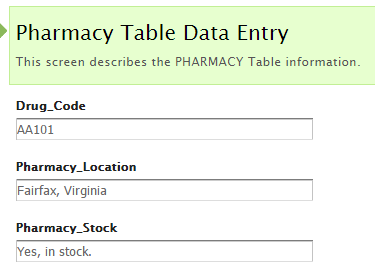 Pharmacy Table Data Entry
This screen describes the PHARMACY Table information.
Drug_Code
AA101
Pharmacy_Location
Fairfax, Virginia
Pharmacy_Stock
Yes, in stock.